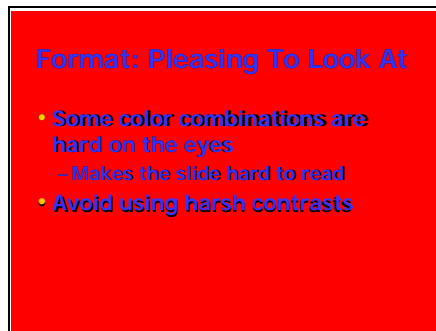 Format: Pleasing To Look At
• Some color combinations are
hard on the eyes
– Makes the slide hard to read
• Avoid using harsh contrasts